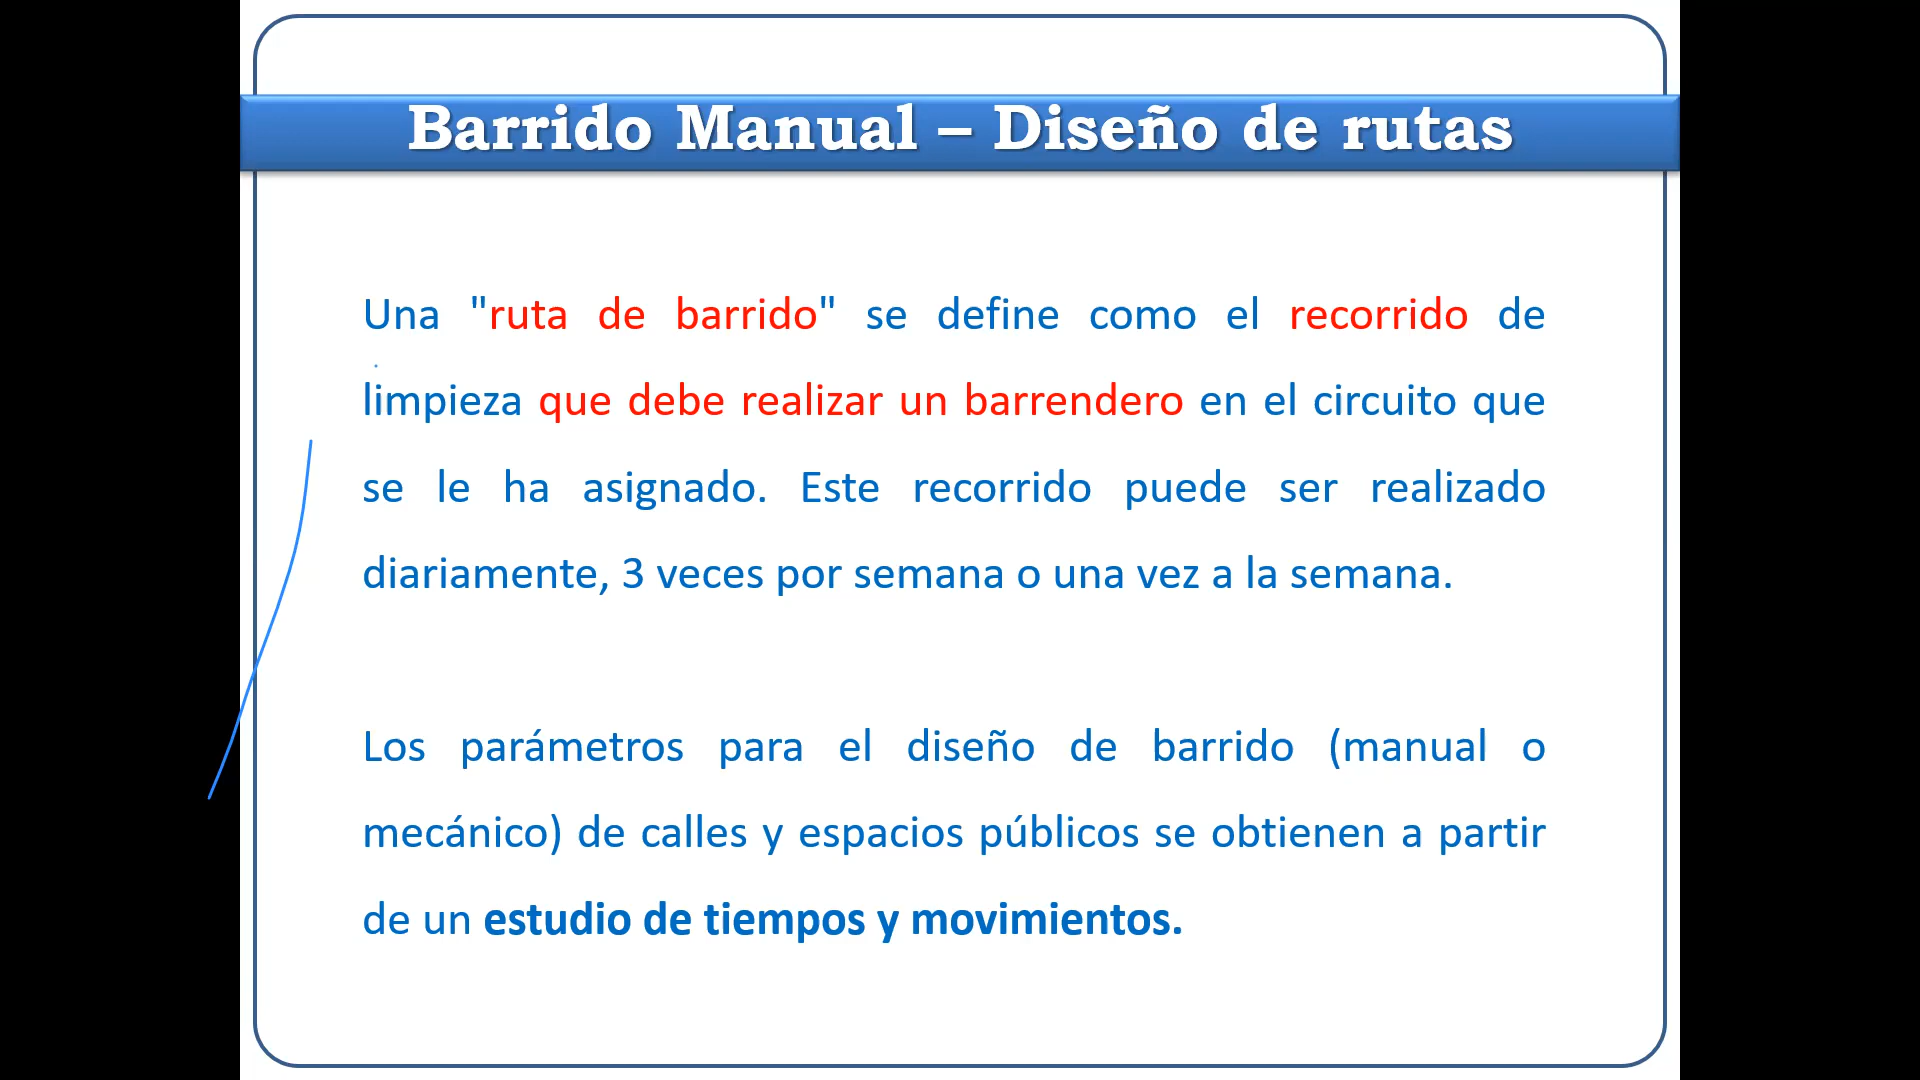 Barrido Manual – Diseño de rutas
Una "ruta de barrido" se define como el recorrido de
limpieza que debe realizar un barrendero en el circuito que
se le ha asignado. Este recorrido puede ser realizado
diariamente, 3 veces por semana o una vez a la semana.
Los parámetros para el diseño de barrido (manual o
mecánico) de calles y espacios públicos se obtienen a partir
de un estudio de tiempos y movimientos.